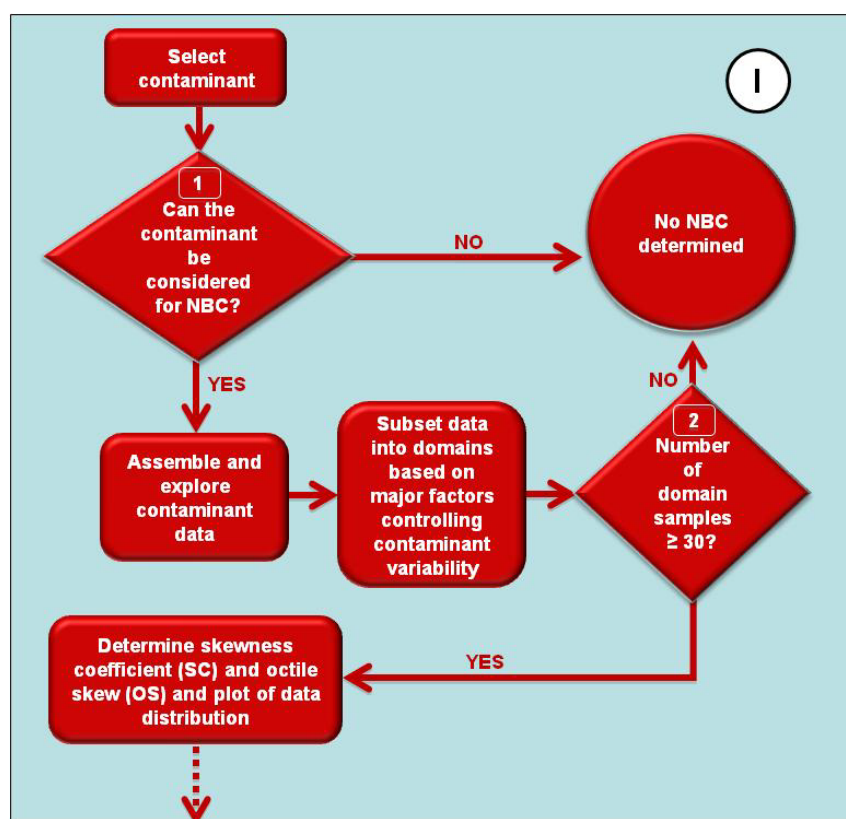 Select
contaminant
I
1
Can the
contaminant
be
considered
for NBC?
NO
No NBC
determined
YES
Assemble and
explore
contaminant
data
Subset data
into domains
based on
major factors
controlling
contaminant
variability
NO
2
Number
of
domain
samples
≥ 30?
YES
Determine skewness
coefficient (SC) and octile
skew (OS) and plot of data
distribution